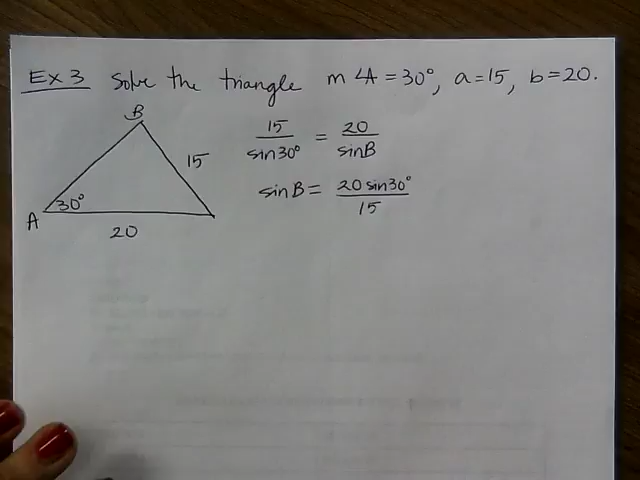 Ex 3 Solve the triangle m∠A = 30°, a = 15, b = 20.
B
15/sin30° = 20/sinB
15
sinB = 20 sin30°/15
30°
A
20